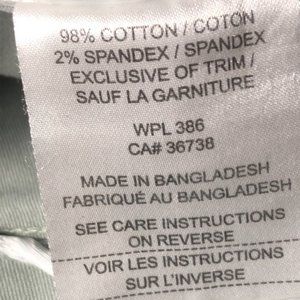 98% COTTON / COTON
2% SPANDEX / SPANDEX
EXCLUSIVE OF TRIM /
SAUF LA GARNITURE
WPL 386
CA# 36738
MADE IN BANGLADESH
FABRIQUÉ AU BANGLADESH
SEE CARE INSTRUCTIONS
ON REVERSE
VOIR LES INSTRUCTIONS
SUR L'INVERSE